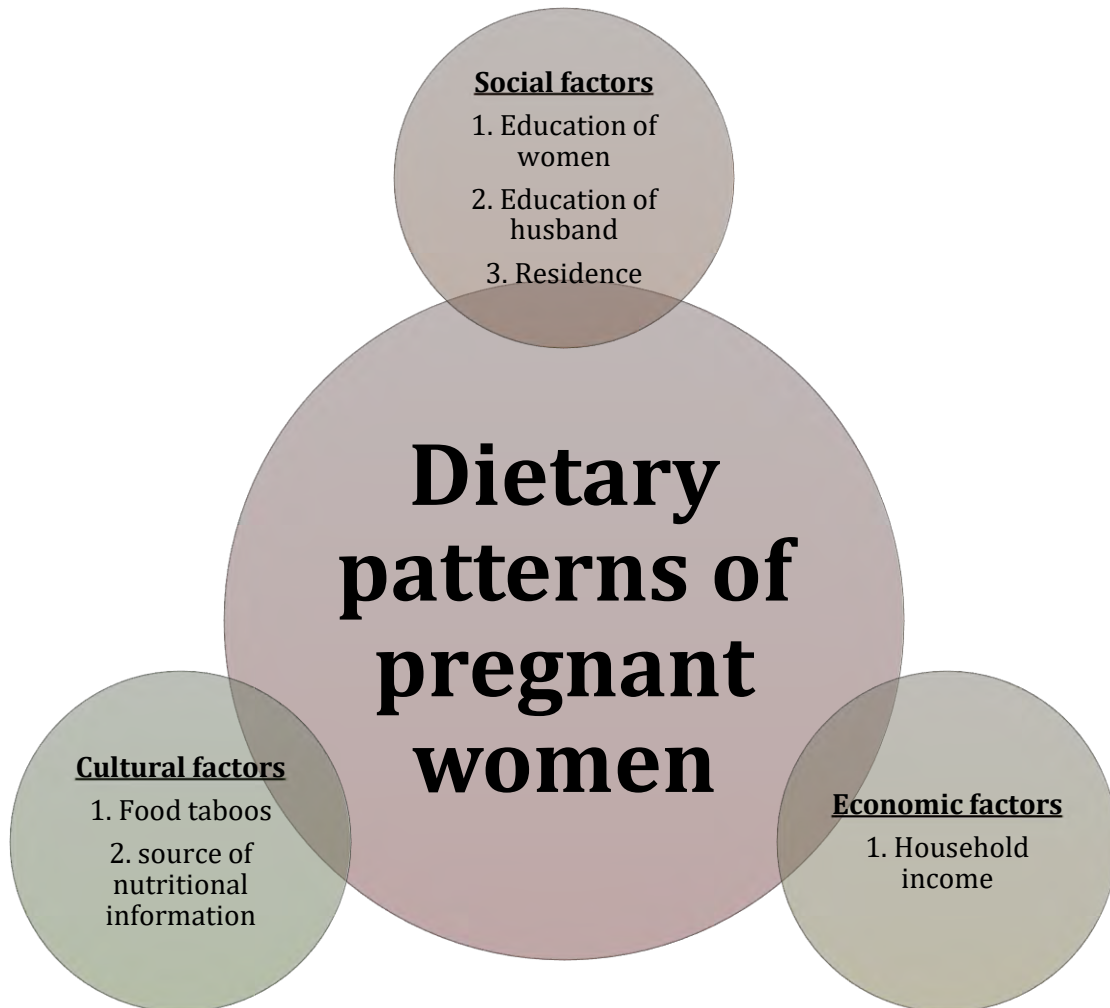 Social factors
1. Education of
women
2. Education of
husband
3. Residence
Dietary
patterns of
pregnant
women
Cultural factors
1. Food taboos
2. source of
nutritional
information
Economic factors
1. Household
income